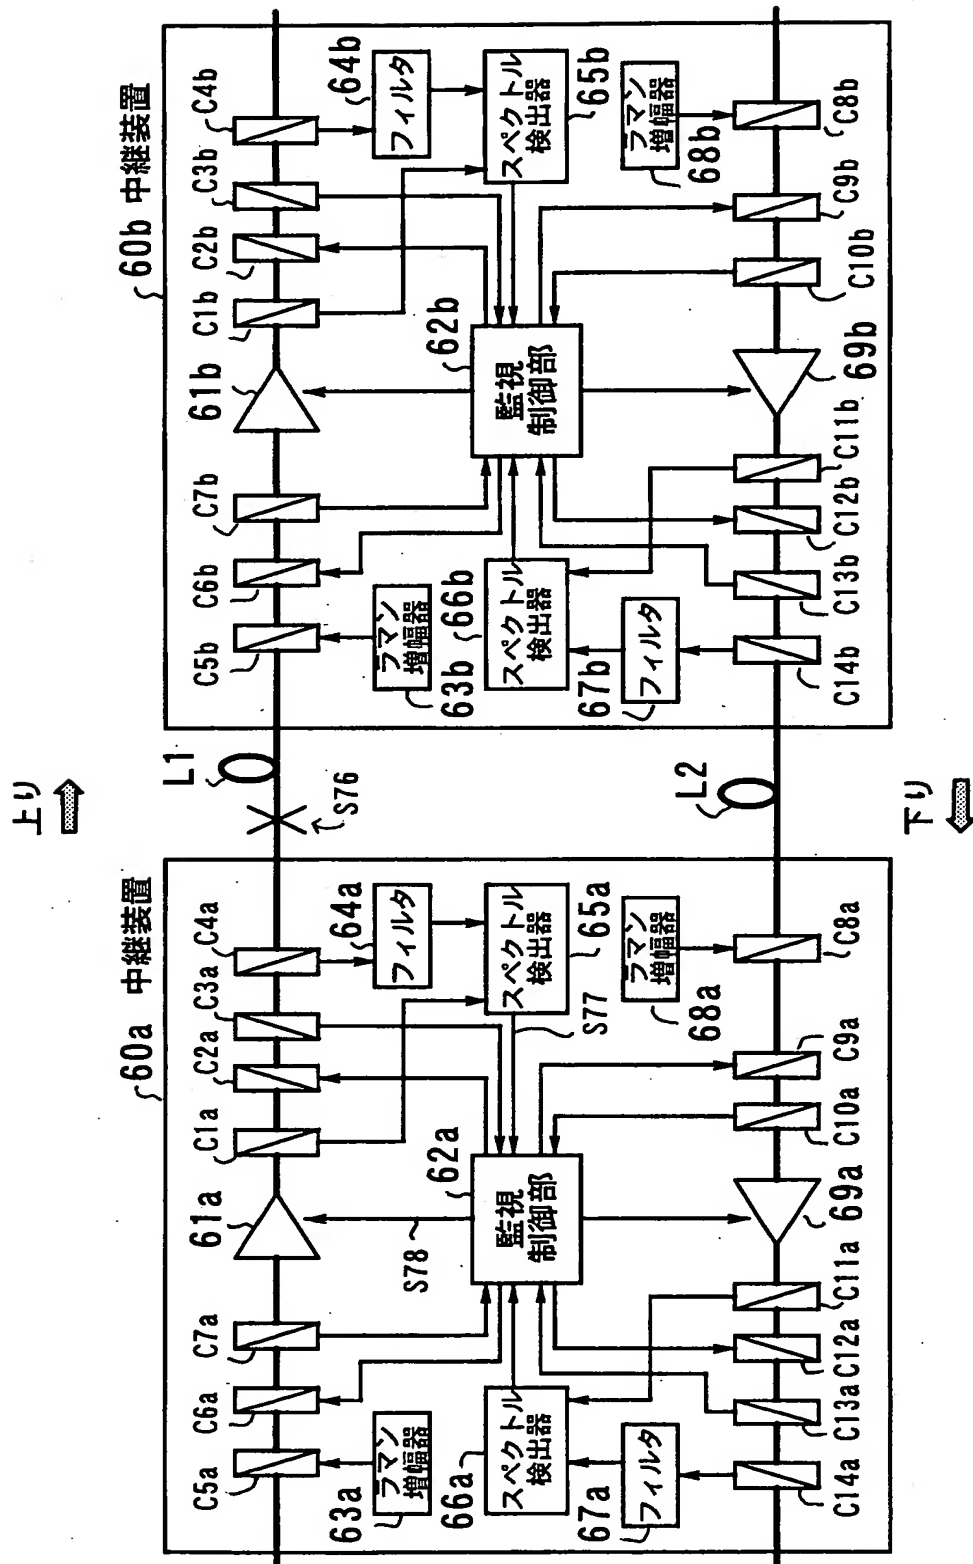 上り
60a 中継装置
C5a
C6a
C7a
61a
C1a
C2a
C3a
C4a
S78
62a
監視
制御部
63a
ラマン
増幅器
64a
フィルタ
66a
スペクトル
検出器
スペクトル
検出器
65a
S77
67a
フィルタ
ラマン
増幅器
68a
C14a
C13a
C12a
C11a
69a
C10a
C9a
C8a
L1
S76
L2
60b 中継装置
C5b
C6b
C7b
61b
C1b
C2b
C3b
C4b
62b
監視
制御部
63b
ラマン
増幅器
64b
フィルタ
66b
スペクトル
検出器
スペクトル
検出器
65b
67b
フィルタ
ラマン
増幅器
68b
C14b
C13b
C12b
C11b
69b
C10b
C9b
C8b
下り